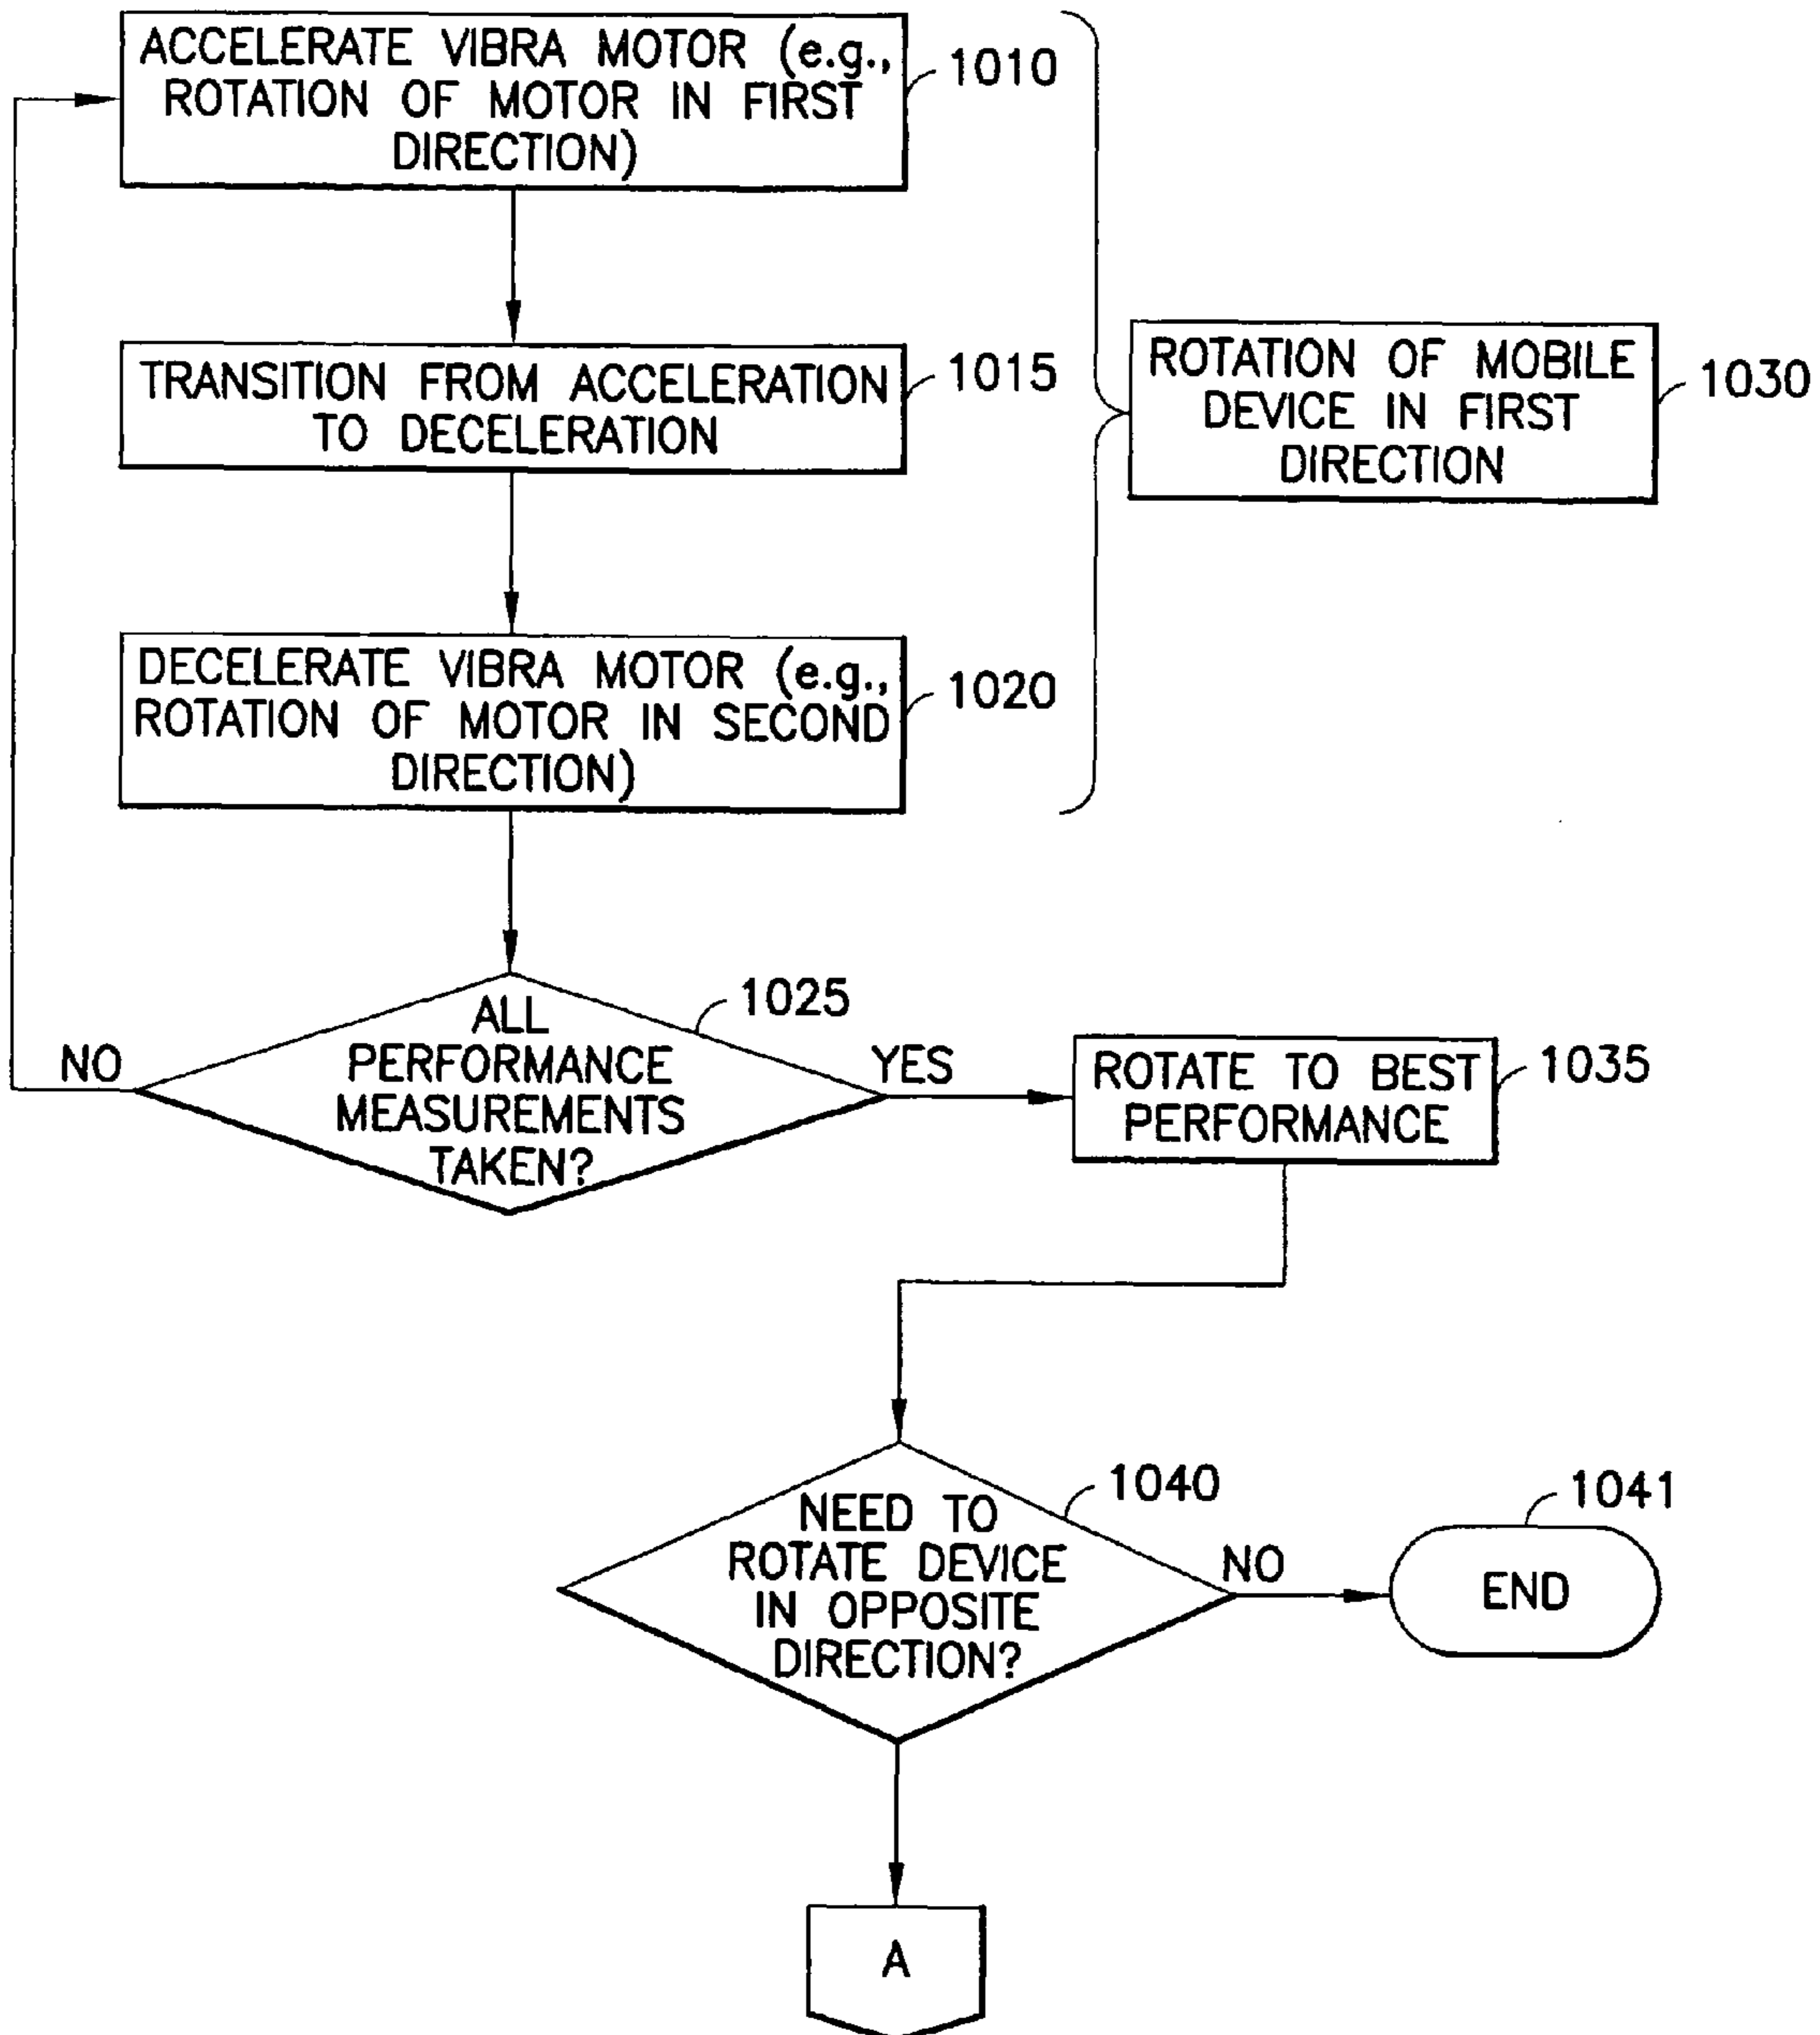 ACCELERATE VIBRA MOTOR (e.g.,
ROTATION OF MOTOR IN FIRST
DIRECTION)
1010
TRANSITION FROM ACCELERATION
TO DECELERATION
1015
ROTATION OF MOBILE
DEVICE IN FIRST
DIRECTION
1030
DECELERATE VIBRA MOTOR (e.g.,
ROTATION OF MOTOR IN SECOND
DIRECTION)
1020
ALL
PERFORMANCE
MEASUREMENTS
TAKEN?
1025
NO
YES
ROTATE TO BEST
PERFORMANCE
1035
NEED TO
ROTATE DEVICE
IN OPPOSITE
DIRECTION?
1040
NO
END
1041
A